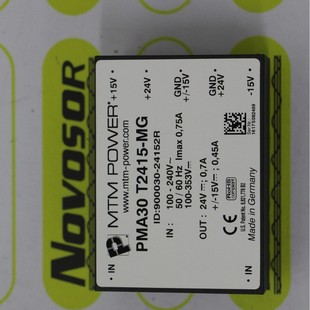 Novosor
MTM POWER®
www.mtm-power.com
PMA30 T2415-MG
ID:900030-24152R
IN : 100 - 240V~
50 / 60 Hz Imax 0,75A
100-353V⎓
OUT : 24V⎓; 0,7A
+/-15V⎓; 0,45A
Made in Germany
RoHS
+15V
+24V
GND
+/-15V
GND
+24V
-15V
IN
IN